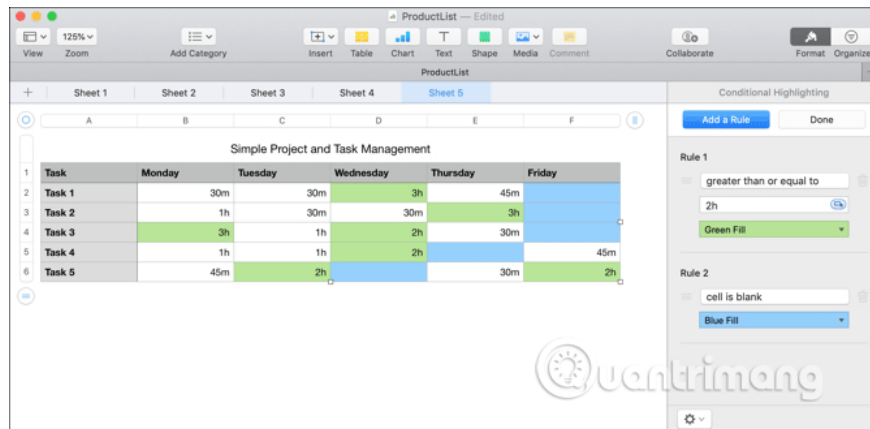 ProductList — Edited
125%
View Zoom Add Category Insert Table Chart Text Shape Media Comment Collaborate Format Organize
ProductList
+ Sheet 1 Sheet 2 Sheet 3 Sheet 4 Sheet 5 Conditional Highlighting
A B C D E F
Add a Rule Done
Simple Project and Task Management
Rule 1
1 Task Monday Tuesday Wednesday Thursday Friday
greater than or equal to
2 Task 1 30m 30m 3h 45m
2h
3 Task 2 1h 30m 30m 3h
4 Task 3 3h 1h 2h 30m
Green Fill
5 Task 4 1h 1h 2h 45m
6 Task 5 45m 2h 30m 2h
Rule 2
cell is blank
Blue Fill
Quantrimang